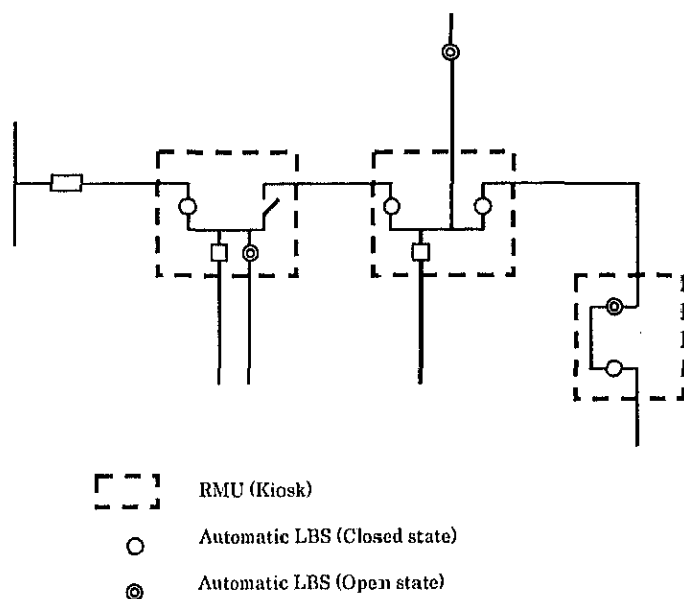 RMU (Kiosk)
Automatic LBS (Closed state)
Automatic LBS (Open state)